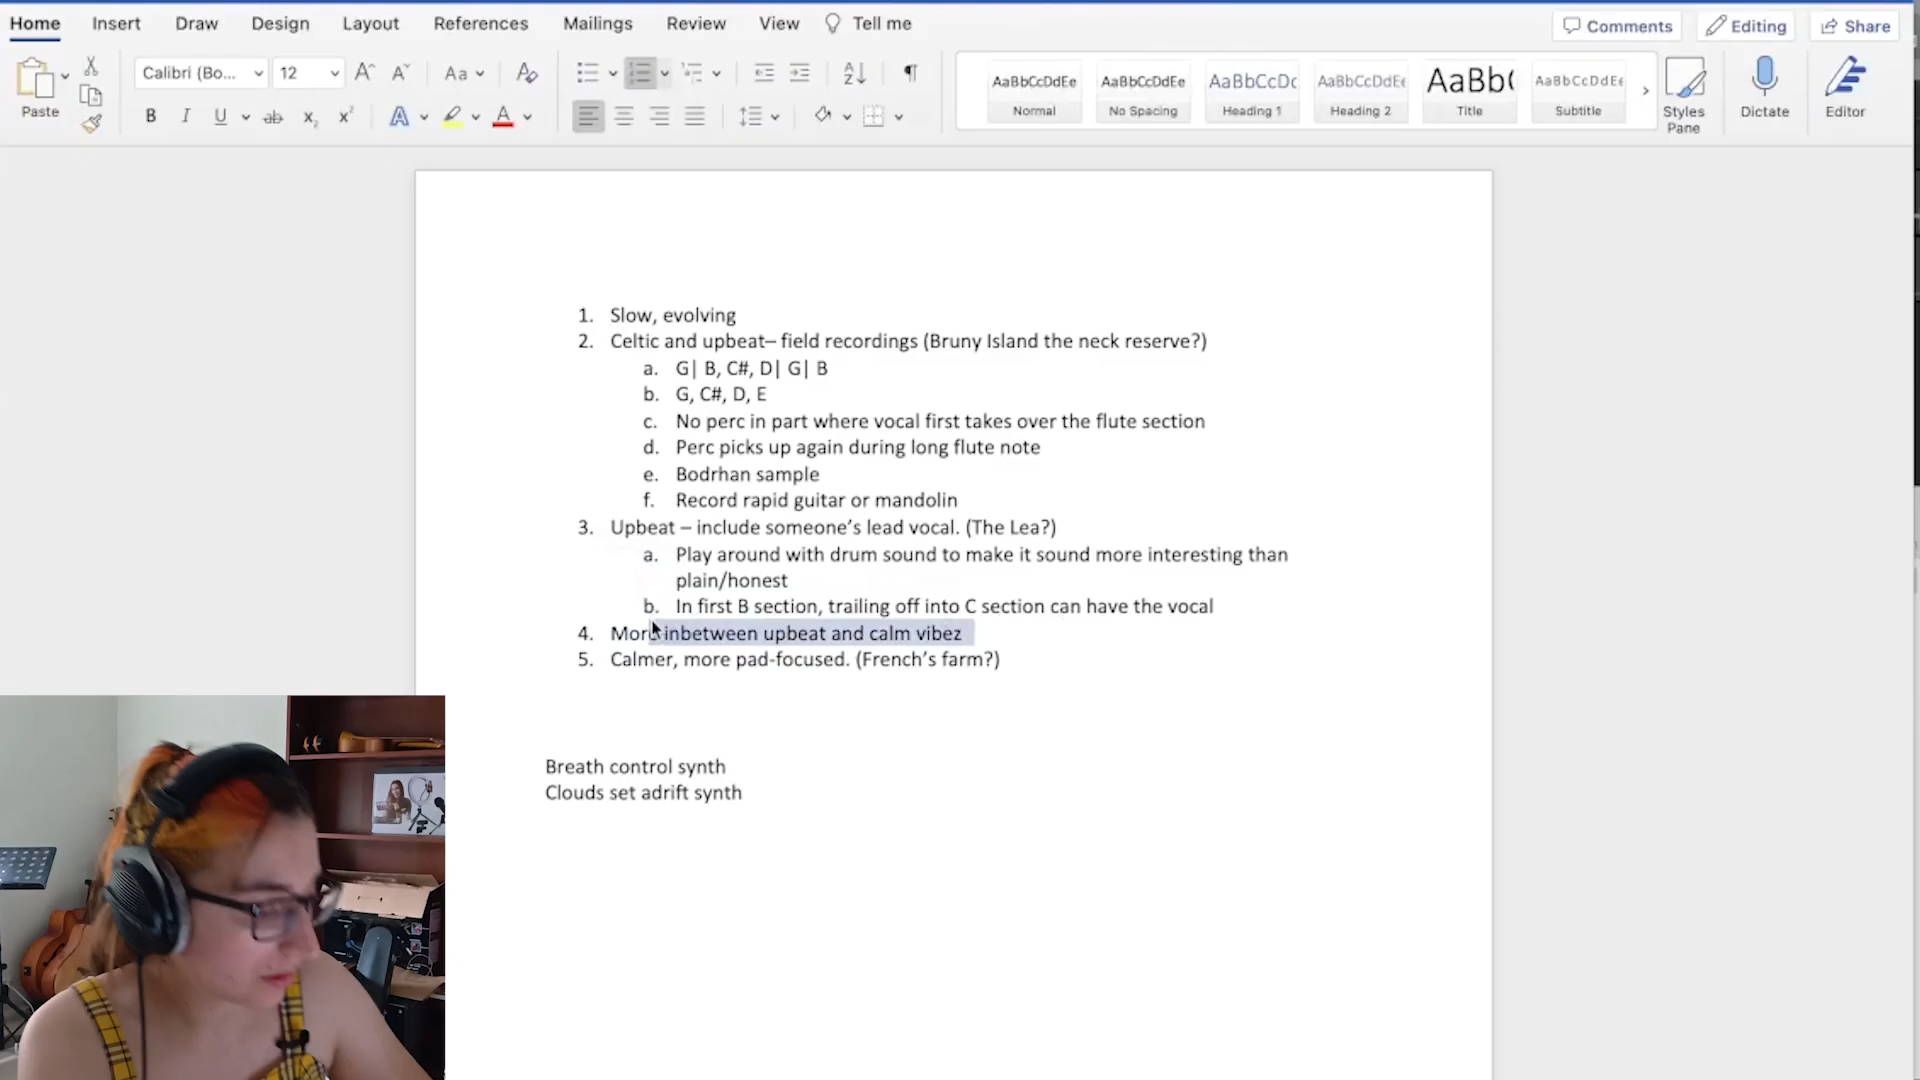 Home Insert Draw Design Layout References Mailings Review View Tell me Comments Editing Share
Paste
Calibri (Bo... 12
AaBbCcDdEe AaBbCcDdEe AaBbCcDc AaBbCcDdEe AaBb( AaBbCcDdEe
Normal No Spacing Heading 1 Heading 2 Title Subtitle
Styles Pane Dictate Editor
1. Slow, evolving
2. Celtic and upbeat– field recordings (Bruny Island the neck reserve?)
a. G| B, C#, D| G| B
b. G, C#, D, E
c. No perc in part where vocal first takes over the flute section
d. Perc picks up again during long flute note
e. Bodrhan sample
f. Record rapid guitar or mandolin
3. Upbeat – include someone's lead vocal. (The Lea?)
a. Play around with drum sound to make it sound more interesting than
plain/honest
b. In first B section, trailing off into C section can have the vocal
4. More inbetween upbeat and calm vibez
5. Calmer, more pad-focused. (French's farm?)
Breath control synth
Clouds set adrift synth